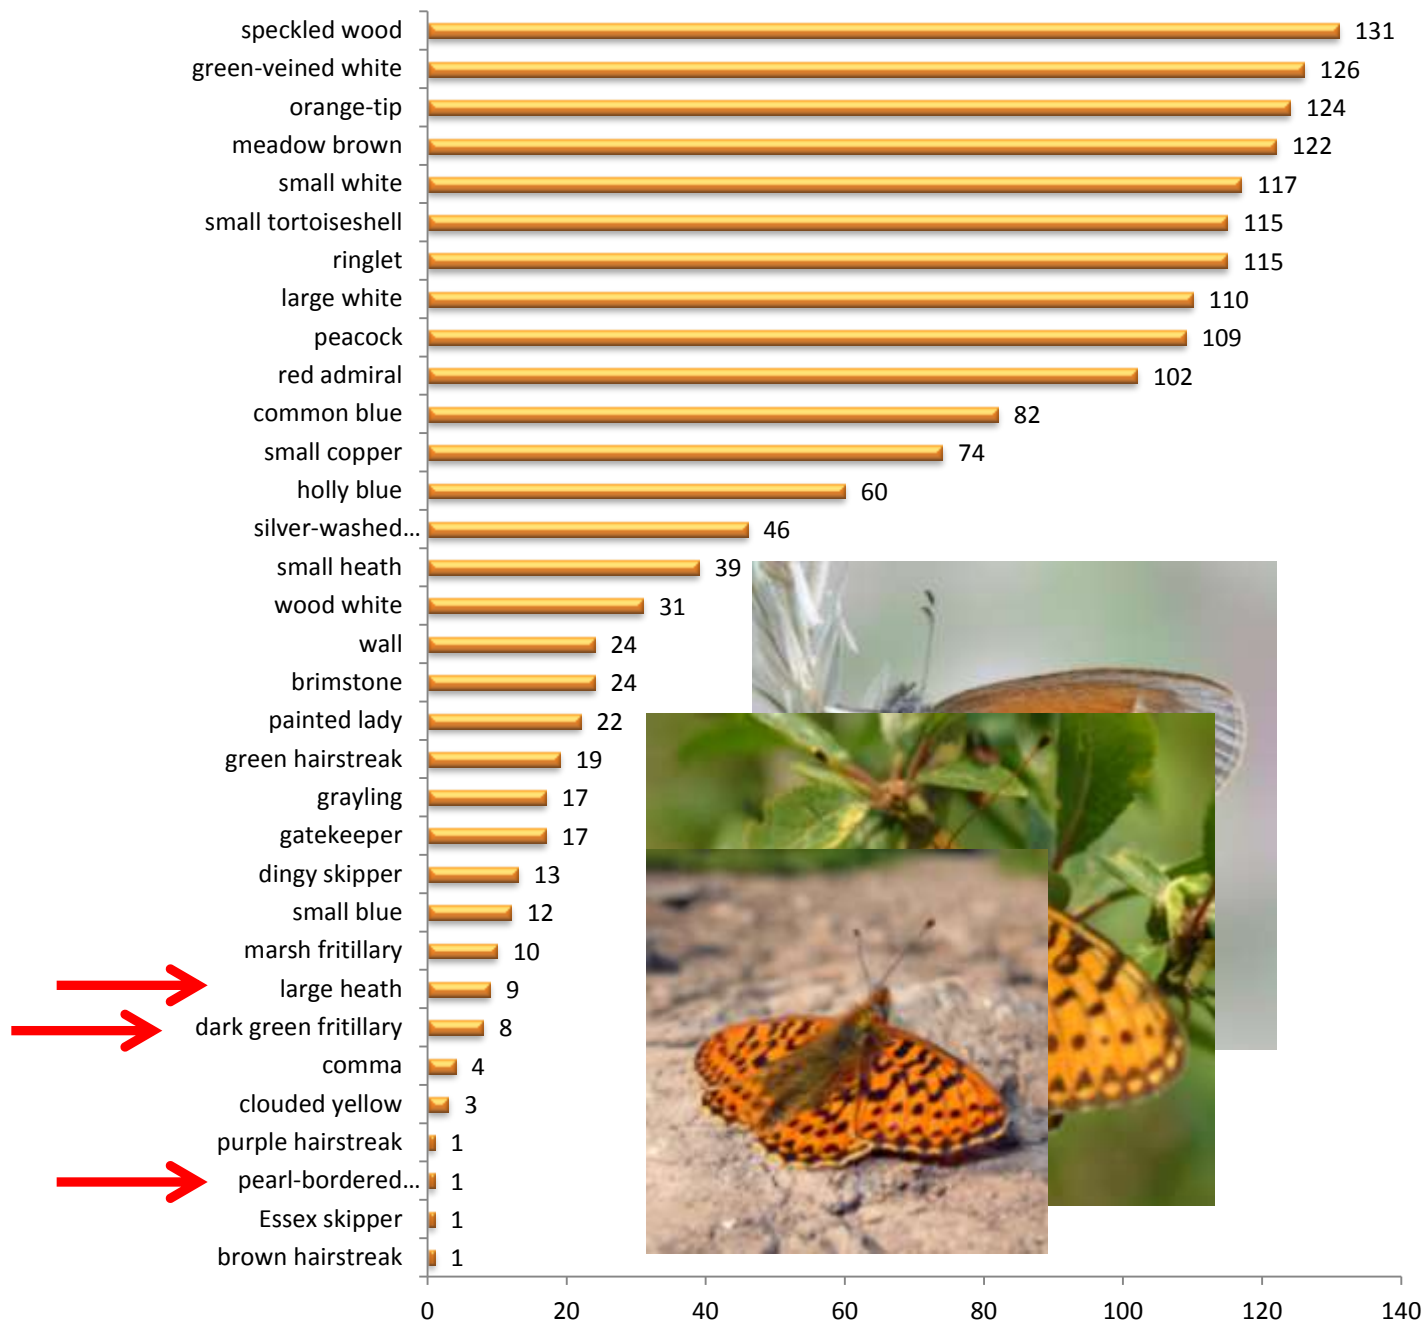 speckled wood 131
green-veined white 126
orange-tip 124
meadow brown 122
small white 117
small tortoiseshell 115
ringlet 115
large white 110
peacock 109
red admiral 102
common blue 82
small copper 74
holly blue 60
silver-washed... 46
small heath 39
wood white 31
wall 24
brimstone 24
painted lady 22
green hairstreak 19
grayling 17
gatekeeper 17
dingy skipper 13
small blue 12
marsh fritillary 10
large heath 9
dark green fritillary 8
comma 4
clouded yellow 3
purple hairstreak 1
pearl-bordered... 1
Essex skipper 1
brown hairstreak 1
0 20 40 60 80 100 120 140